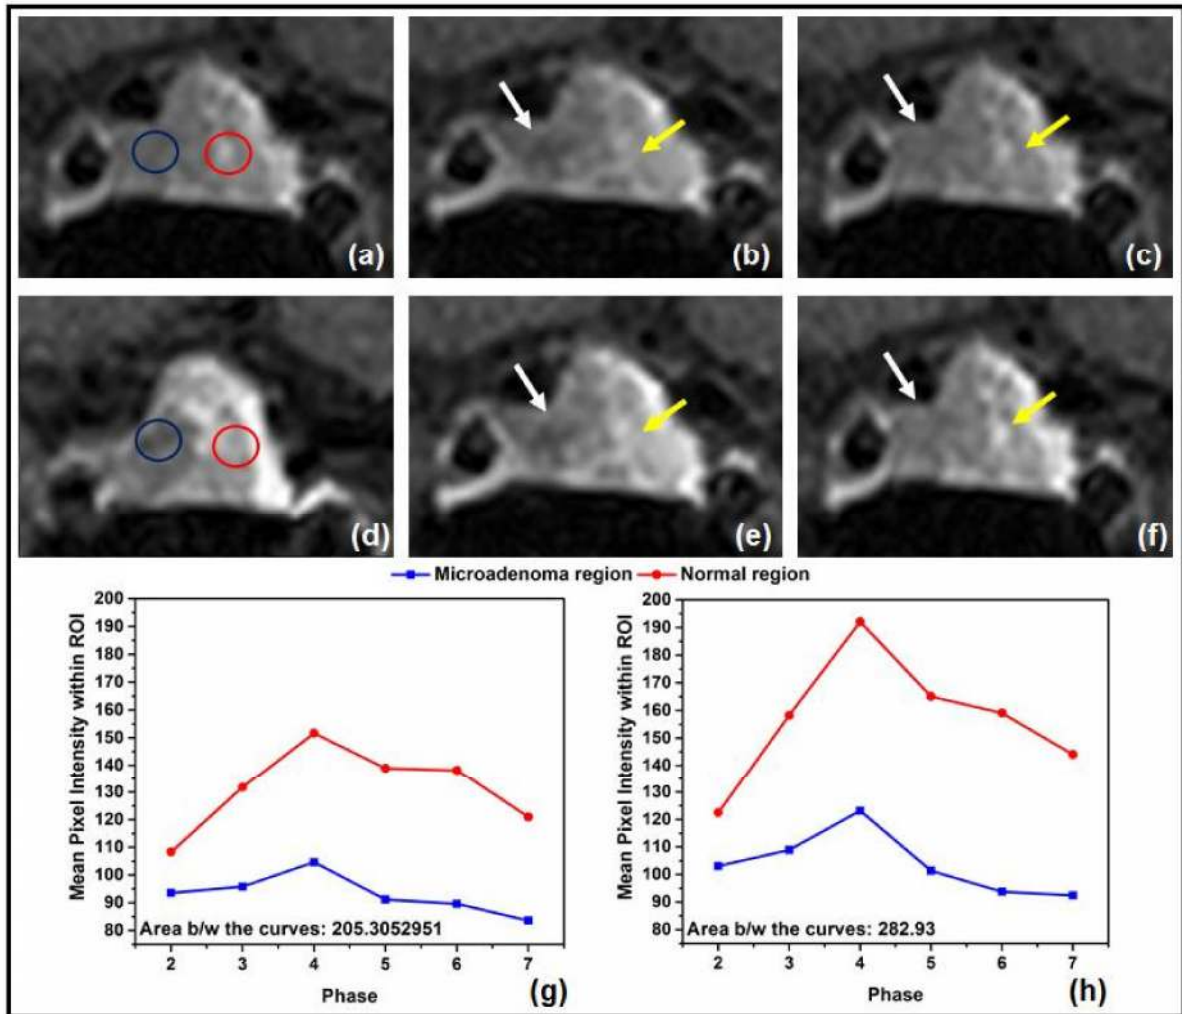 (a)
(b)
(c)
(d)
(e)
(f)
Microadenoma region Normal region
Mean Pixel Intensity within ROI
200
190
180
170
160
150
140
130
120
110
100
90
80
Area b/w the curves: 205.3052951
2 3 4 5 6 7
Phase
(g)
Mean Pixel Intensity within ROI
200
190
180
170
160
150
140
130
120
110
100
90
80
Area b/w the curves: 282.93
2 3 4 5 6 7
Phase
(h)